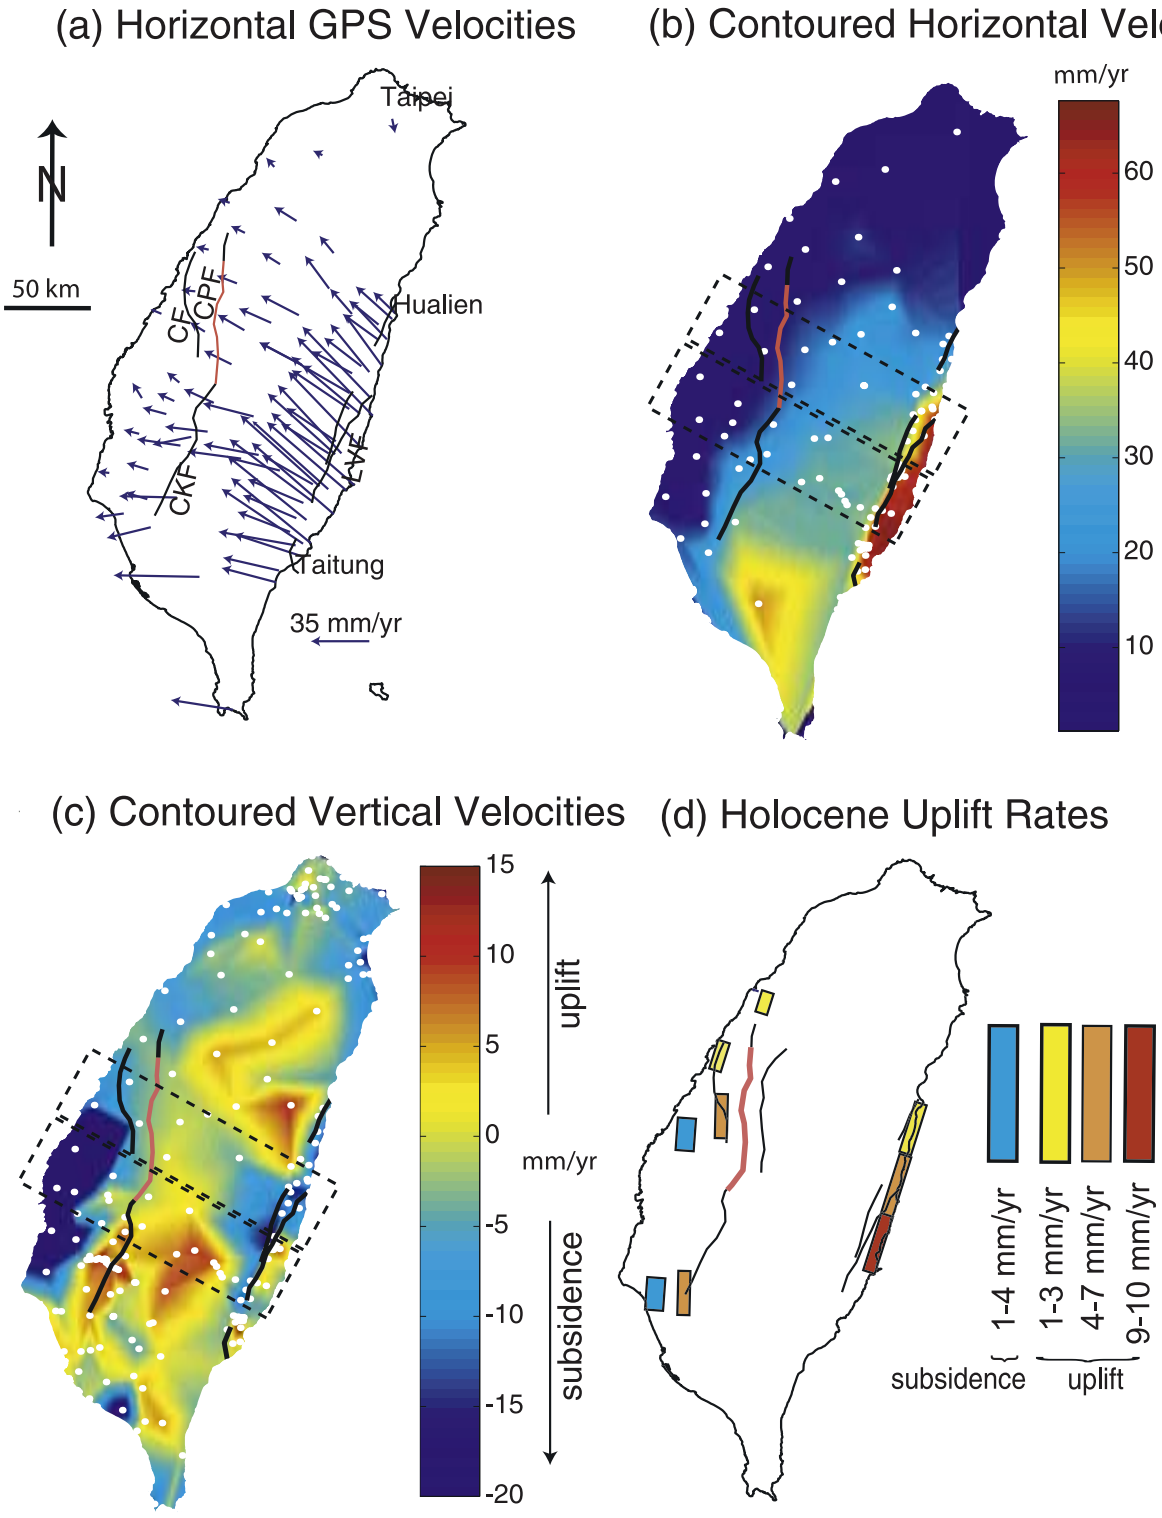 (a) Horizontal GPS Velocities
(b) Contoured Horizontal Vel
mm/yr
Taipei
N
60
50 km
CF
CPF
Hualien
50
40
LVF
CKF
30
20
Taitung
35 mm/yr
10
(c) Contoured Vertical Velocities
(d) Holocene Uplift Rates
15
10
uplift
5
0
mm/yr
-5
-10
subsidence
-15
-20
1-4 mm/yr
1-3 mm/yr
4-7 mm/yr
9-10 mm/yr
subsidence
uplift